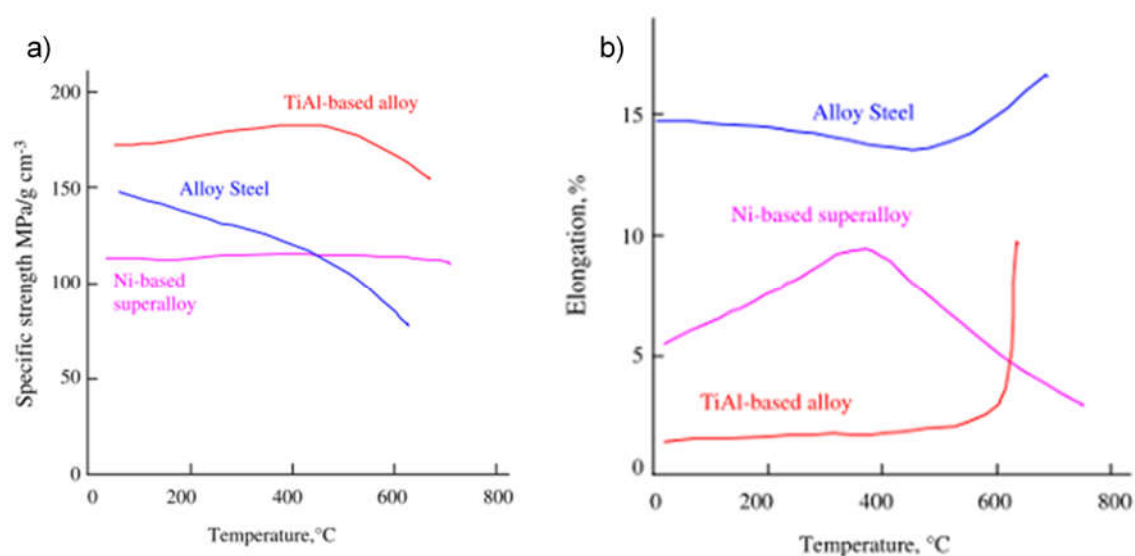 a)
200
150
100
50
0
Specific strength MPa/g cm⁻³
TiAl-based alloy
Alloy Steel
Ni-based
superalloy
0 200 400 600 800
Temperature,°C
b)
15
10
5
0
Elongation, %
Alloy Steel
Ni-based superalloy
TiAl-based alloy
0 200 400 600 800
Temperature, °C